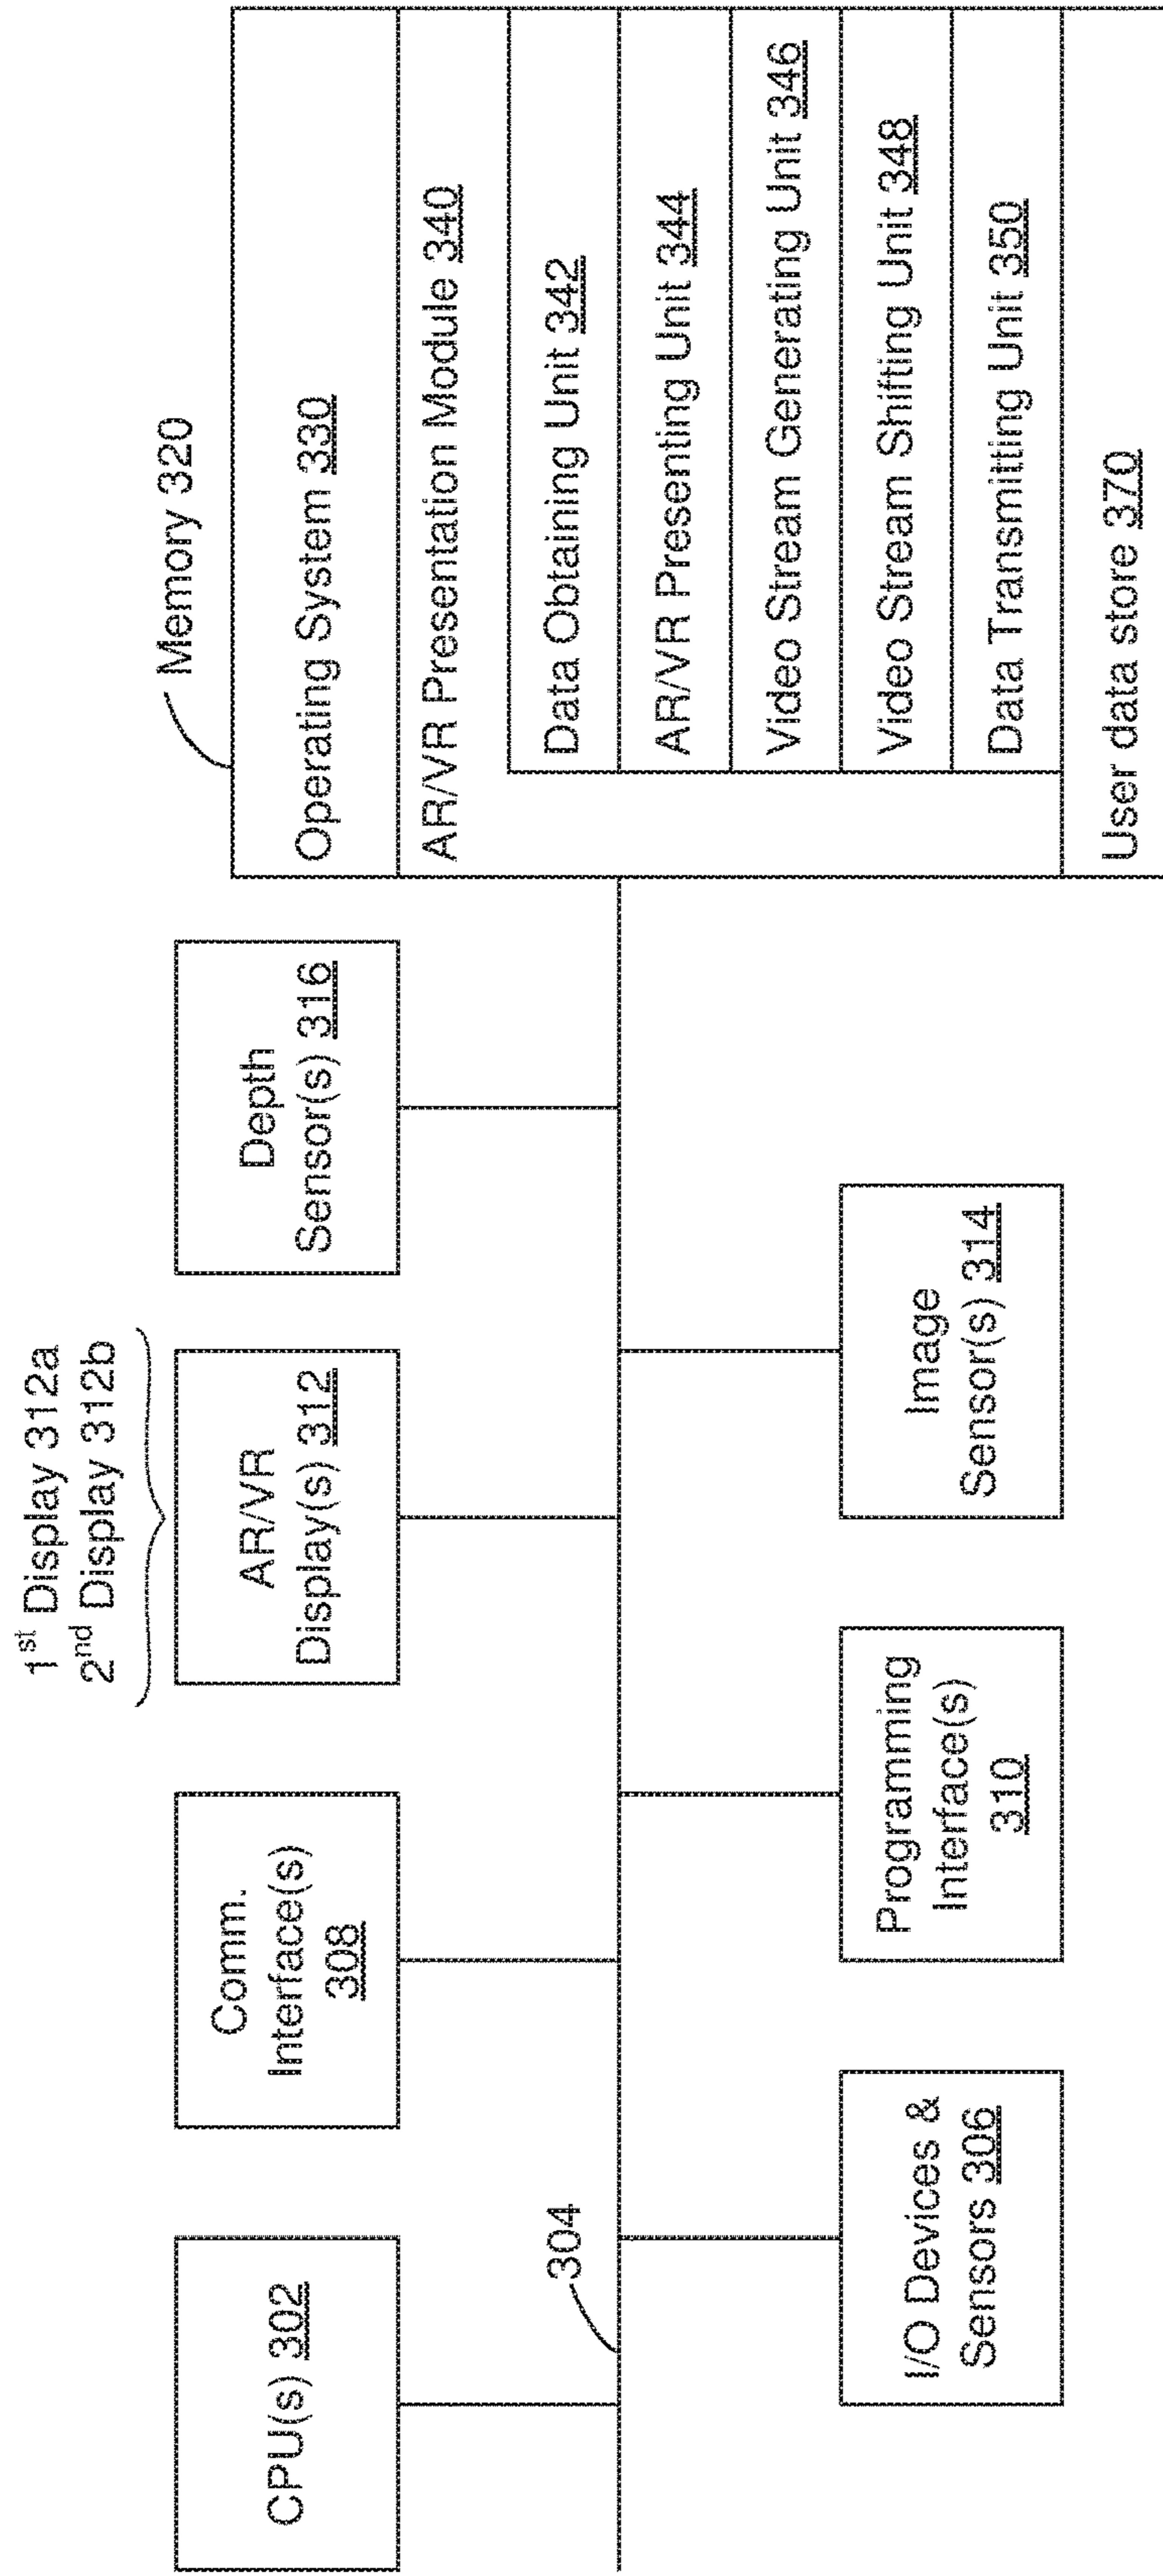 1st Display 312a
2nd Display 312b
CPU(s) 302
Comm.
Interface(s)
308
AR/VR
Display(s) 312
Depth
Sensor(s) 316
304
I/O Devices &
Sensors 306
Programming
Interface(s)
310
Image
Sensor(s) 314
Memory 320
Operating System 330
AR/VR Presentation Module 340
Data Obtaining Unit 342
AR/VR Presenting Unit 344
Video Stream Generating Unit 346
Video Stream Shifting Unit 348
Data Transmitting Unit 350
User data store 370